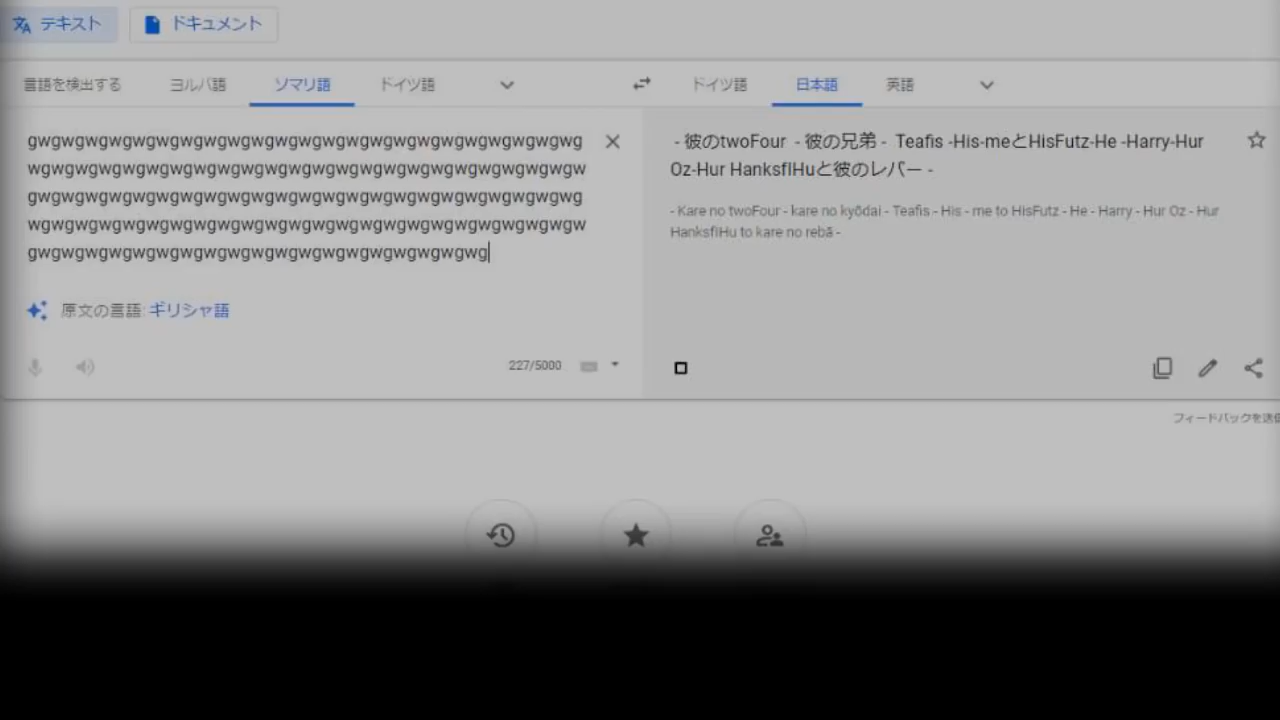 テキスト
ドキュメント
言語を検出する ヨルバ語 ソマリ語 ドイツ語
ドイツ語 日本語 英語
gwgwgwgwgwgwgwgwgwgwgwgwgwgwgwgwgwgwgwgwgwgwgwg
wgwgwgwgwgwgwgwgwgwgwgwgwgwgwgwgwgwgwgwgwgwgwgw
gwgwgwgwgwgwgwgwgwgwgwgwgwgwgwgwgwgwgwgwgwgwgwg
wgwgwgwgwgwgwgwgwgwgwgwgwgwgwgwgwgwgwgwgwgwgwgw
gwgwgwgwgwgwgwgwgwgwgwgwgwgwgwgwgwgwgwg
原文の言語: ギリシャ語
227/5000
- 彼のtwoFour - 彼の兄弟 - Teafis -His-meとHisFutz-He -Harry-Hur
Oz-Hur HanksfiHuと彼のレバー -
- Kare no twoFour - kare no kyōdai - Teafis - His - me to HisFutz - He - Harry - Hur Oz - Hur
HanksfiHu to kare no rebā -
フィードバックを送信